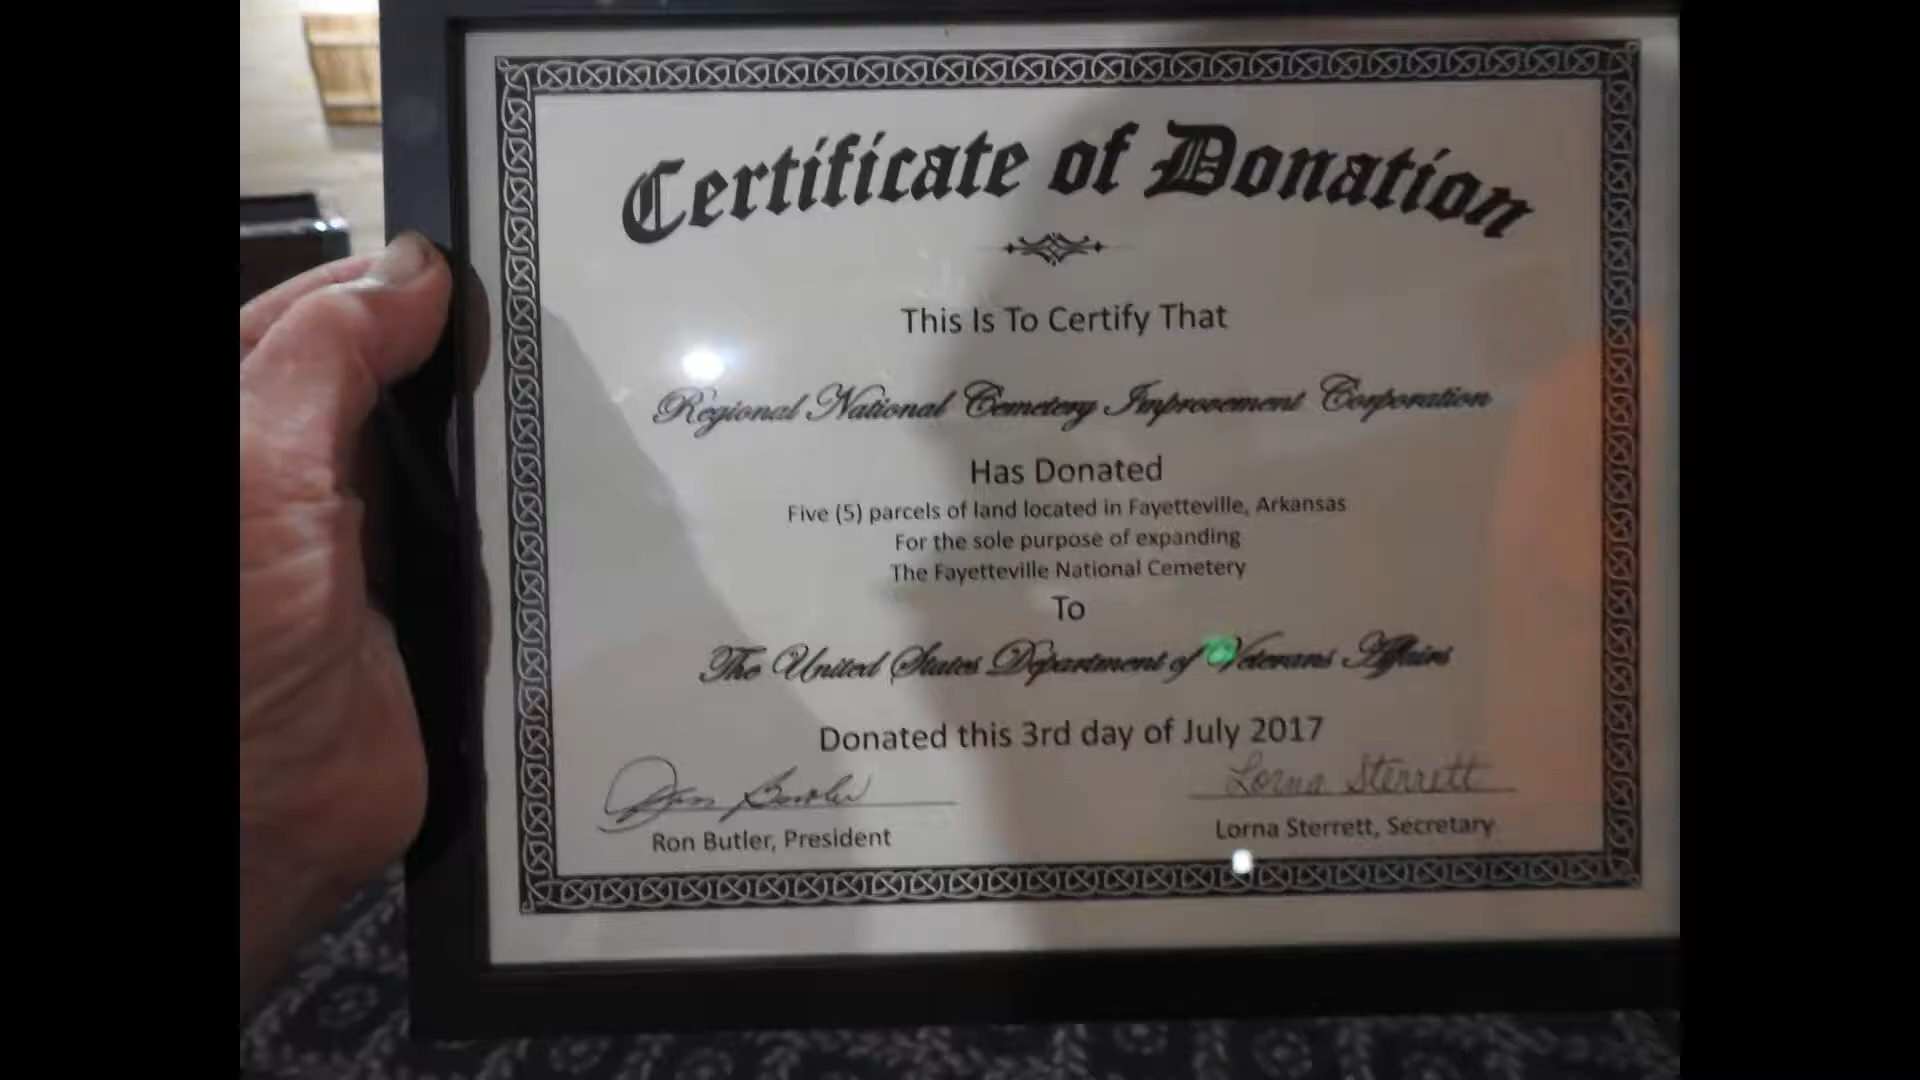 Certificate of Donation
This Is To Certify That
Regional National Cemetery Improvement Corporation
Has Donated
Five (5) parcels of land located in Fayetteville, Arkansas
For the sole purpose of expanding
The Fayetteville National Cemetery
To
The United States Department of Veterans Affairs
Donated this 3rd day of July 2017
Ron Butler Lorna Sterrett
Ron Butler, President Lorna Sterrett, Secretary